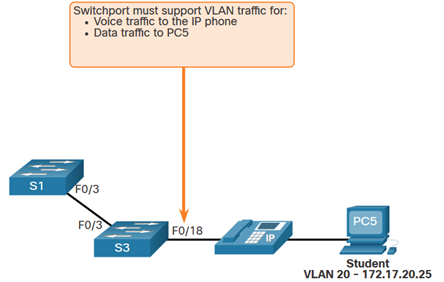 Switchport must support VLAN traffic for:
• Voice traffic to the IP phone
• Data traffic to PC5
S1
F0/3
F0/3
S3
F0/18
IP
PC5
Student
VLAN 20 - 172.17.20.25